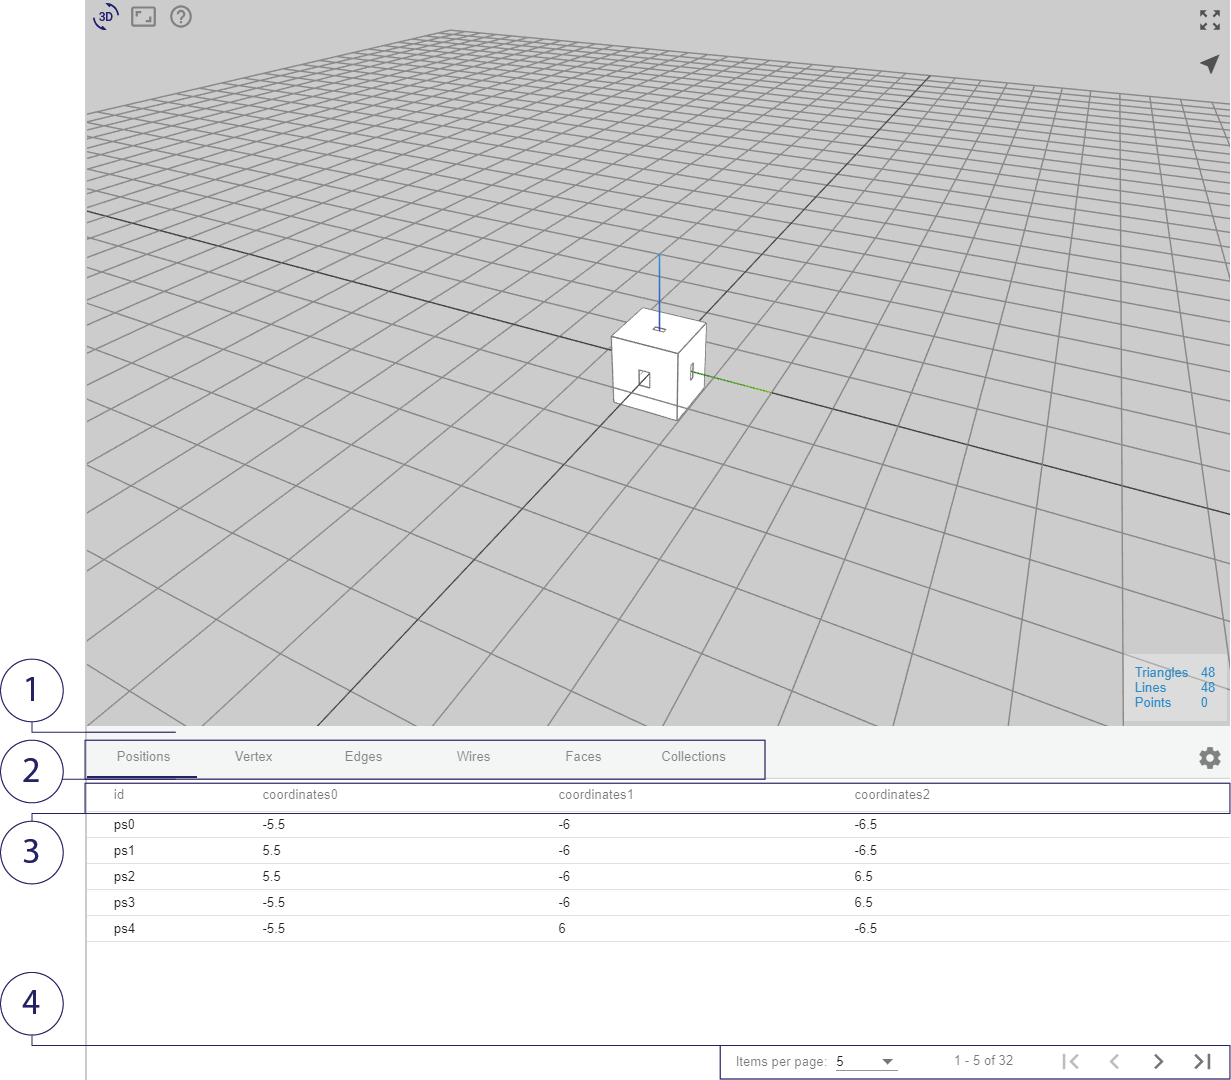 3D
?
Triangles 48
Lines 48
Points 0
1
2
Positions Vertex Edges Wires Faces Collections
id coordinates0 coordinates1 coordinates2
3
ps0 -5.5 -6 -6.5
ps1 5.5 -6 -6.5
ps2 5.5 -6 6.5
ps3 -5.5 -6 6.5
ps4 -5.5 6 -6.5
4
Items per page: 5 1 - 5 of 32